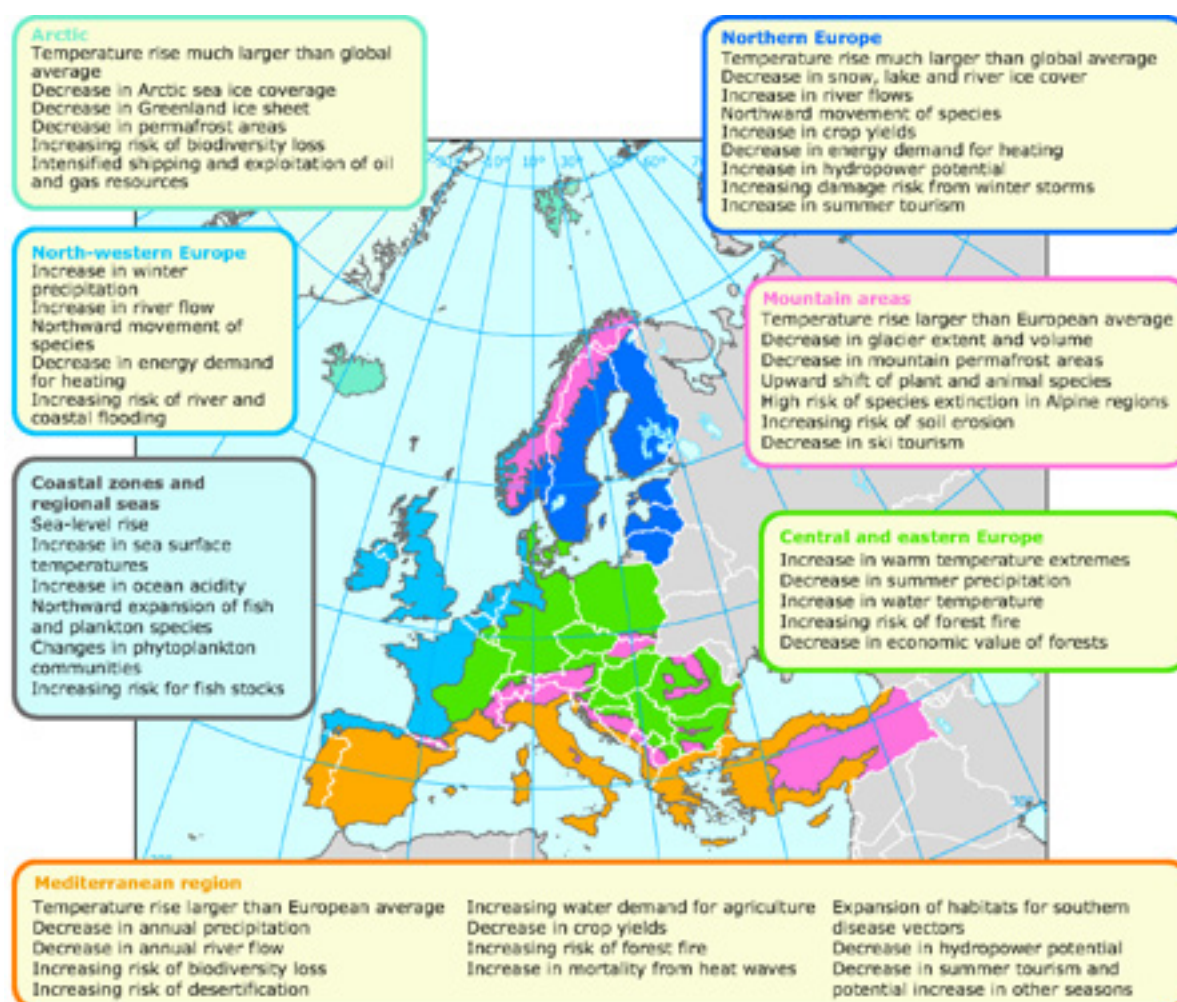 Arctic
Temperature rise much larger than global
average
Decrease in Arctic sea ice coverage
Decrease in Greenland ice sheet
Decrease in permafrost areas
Increasing risk of biodiversity loss
Intensified shipping and exploitation of oil
and gas resources
Northern Europe
Temperature rise much larger than global average
Decrease in snow, lake and river ice cover
Increase in river flows
Northward movement of species
Increase in crop yields
Decrease in energy demand for heating
Increase in hydropower potential
Increasing damage risk from winter storms
Increase in summer tourism
10° 10° 30° 50° 60°
North-western Europe
Increase in winter
precipitation
Increase in river flow
Northward movement of
species
Decrease in energy demand
for heating
Increasing risk of river and
coastal flooding
Mountain areas
Temperature rise larger than European average
Decrease in glacier extent and volume
Decrease in mountain permafrost areas
Upward shift of plant and animal species
High risk of species extinction in Alpine regions
Increasing risk of soil erosion
Decrease in ski tourism
Coastal zones and
regional seas
Sea-level rise
Increase in sea surface
temperatures
Increase in ocean acidity
Northward expansion of fish
and plankton species
Changes in phytoplankton
communities
Increasing risk for fish stocks
Central and eastern Europe
Increase in warm temperature extremes
Decrease in summer precipitation
Increase in water temperature
Increasing risk of forest fire
Decrease in economic value of forests
30°
Mediterranean region
Temperature rise larger than European average
Decrease in annual precipitation
Decrease in annual river flow
Increasing risk of biodiversity loss
Increasing risk of desertification
Increasing water demand for agriculture
Decrease in crop yields
Increasing risk of forest fire
Increase in mortality from heat waves
Expansion of habitats for southern
disease vectors
Decrease in hydropower potential
Decrease in summer tourism and
potential increase in other seasons